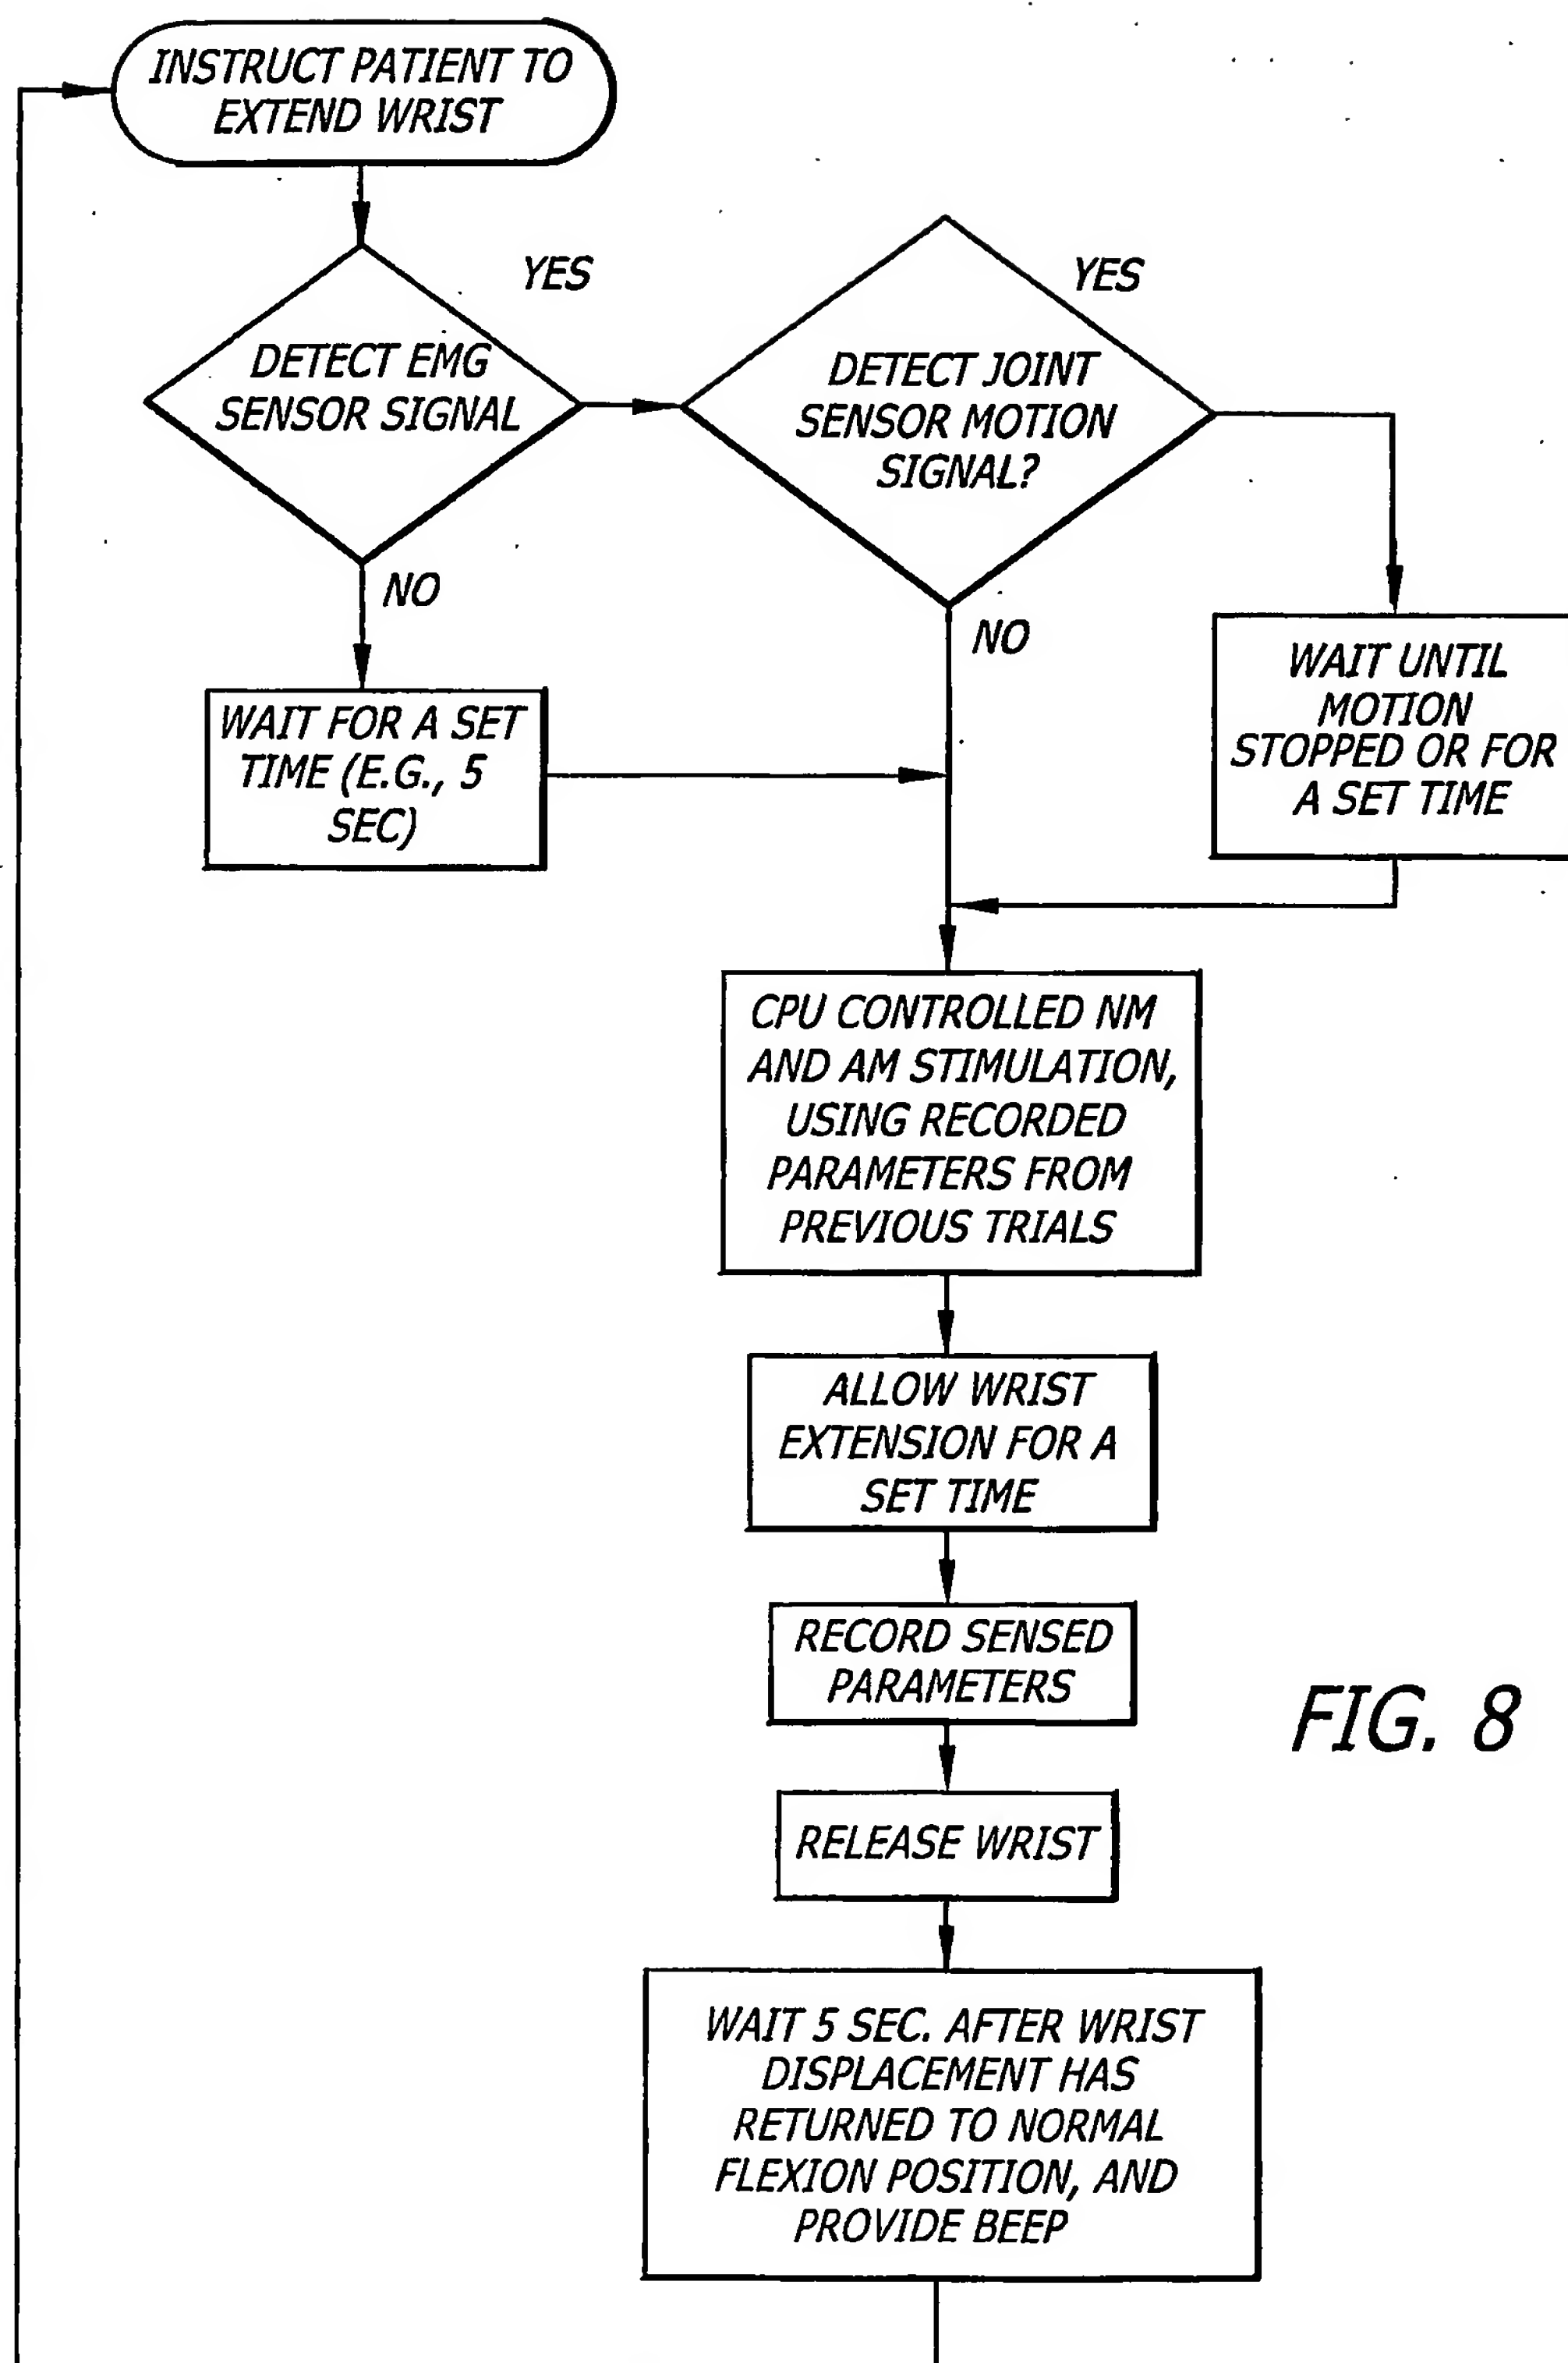 INSTRUCT PATIENT TO
EXTEND WRIST
YES
DETECT EMG
SENSOR SIGNAL
NO
YES
DETECT JOINT
SENSOR MOTION
SIGNAL?
NO
WAIT FOR A SET
TIME (E.G., 5
SEC)
WAIT UNTIL
MOTION
STOPPED OR FOR
A SET TIME
CPU CONTROLLED NM
AND AM STIMULATION,
USING RECORDED
PARAMETERS FROM
PREVIOUS TRIALS
ALLOW WRIST
EXTENSION FOR A
SET TIME
RECORD SENSED
PARAMETERS
FIG. 8
RELEASE WRIST
WAIT 5 SEC. AFTER WRIST
DISPLACEMENT HAS
RETURNED TO NORMAL
FLEXION POSITION, AND
PROVIDE BEEP